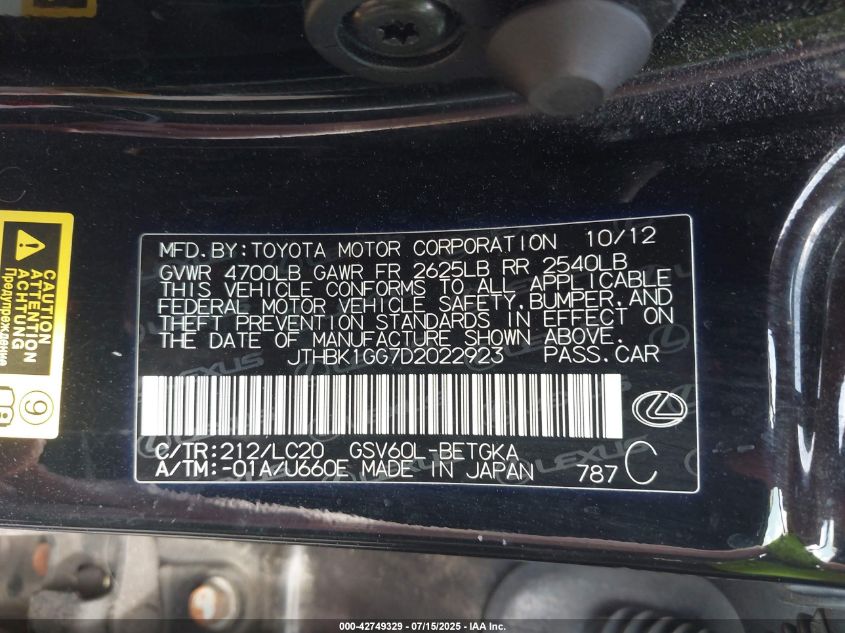 MFD.BY:TOYOTA MOTOR CORPORATION 10/12
GVWR 4700LB GAWR FR 2625LB RR 2540LB
THIS VEHICLE CONFORMS TO ALL APPLICABLE
FEDERAL MOTOR VEHICLE SAFETY,BUMPER,AND
THEFT PREVENTION STANDARDS IN EFFECT ON
THE DATE OF MANUFACTURE SHOWN ABOVE.
JTHBK1GG7D2022923 PASS.CAR
C/TR:212/LC20 GSV60L-BETGKA
A/TM:-01A/U660E MADE IN JAPAN 787 C
LEXUS
CAUTION
ATTENTION
ACHTUNG
Предупреждение
9
000-42749329 - 07/15/2025 - IAA Inc.